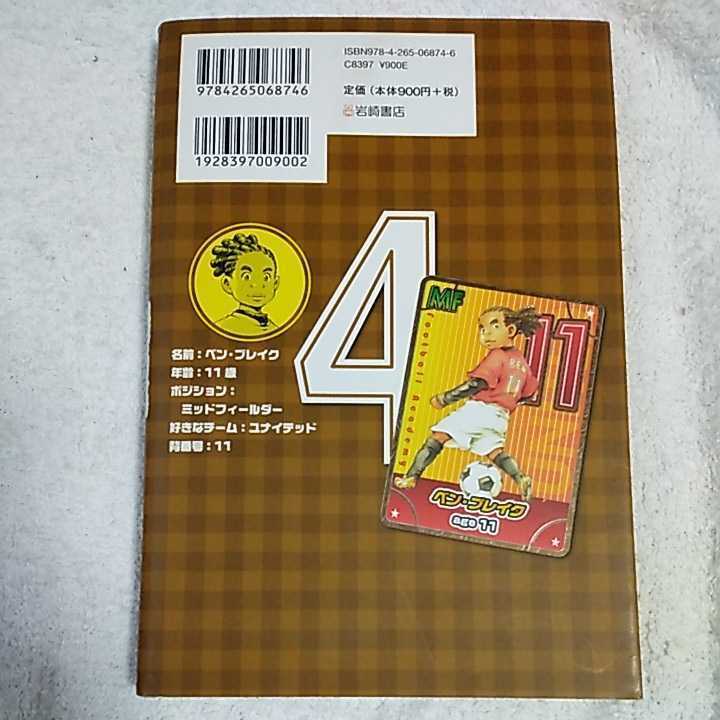 ISBN978-4-265-06874-6
C8397 ¥900E
定価(本体900円+税)
岩崎書店
9784265068746
1928397009002
4
名前:ベン・ブレイク
年齢:11歳
ポジション:
ミッドフィールダー
好きなチーム:ユナイテッド
背番号:11
MF
11
Football Academy
BEN
11
ベン・ブレイク
age 11